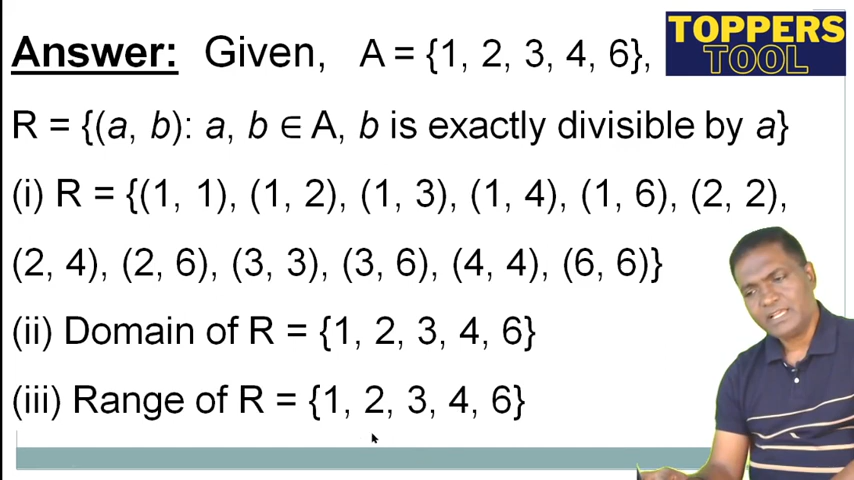 Answer: Given, A = {1, 2, 3, 4, 6},
TOPPERS
TOOL
R = {(a, b): a, b ∈ A, b is exactly divisible by a}
(i) R = {(1, 1), (1, 2), (1, 3), (1, 4), (1, 6), (2, 2),
(2, 4), (2, 6), (3, 3), (3, 6), (4, 4), (6, 6)}
(ii) Domain of R = {1, 2, 3, 4, 6}
(iii) Range of R = {1, 2, 3, 4, 6}